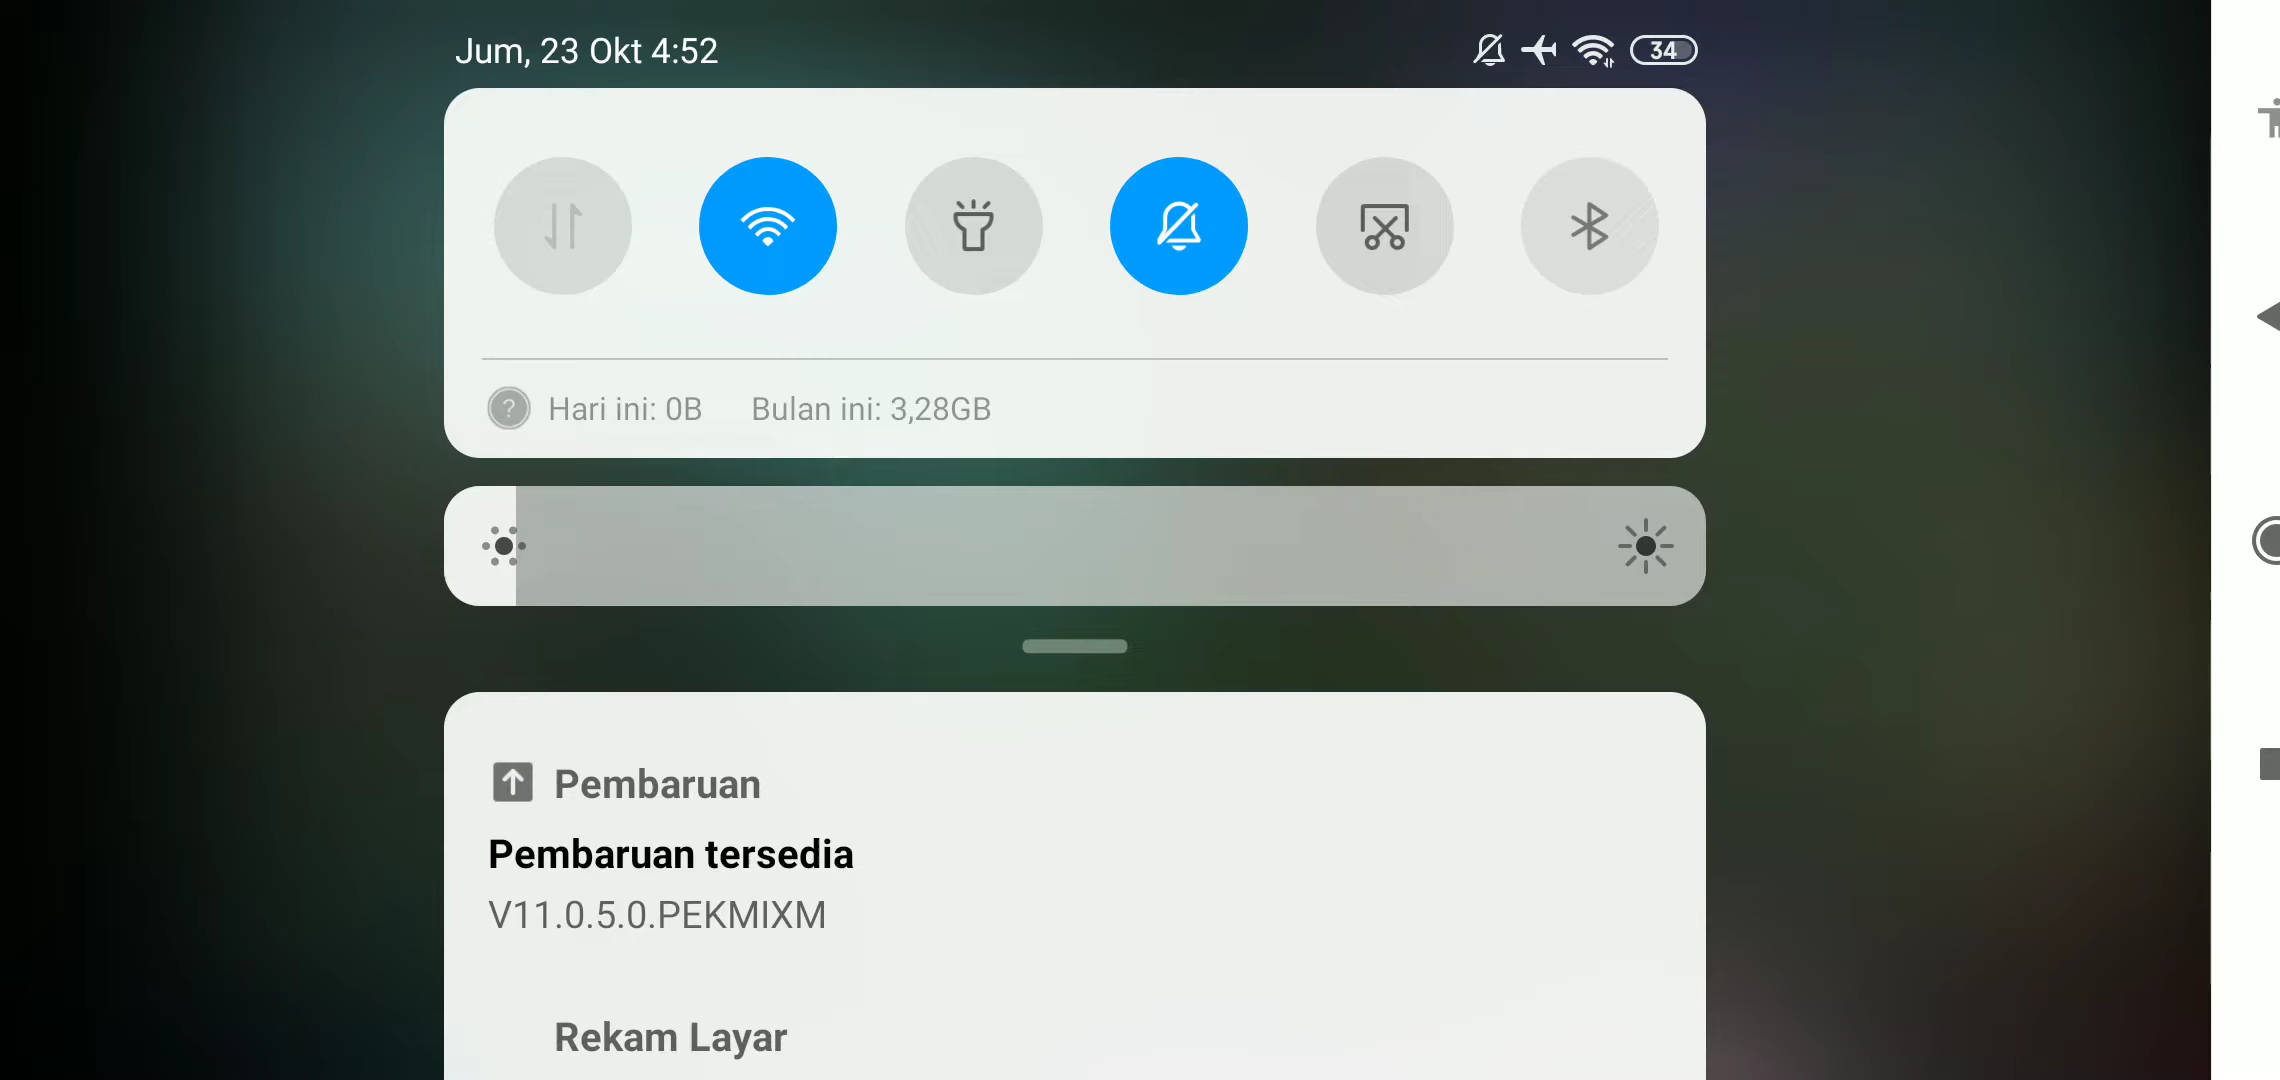 Jum, 23 Okt 4:52
34
? Hari ini: 0B Bulan ini: 3,28GB
Pembaruan
Pembaruan tersedia
V11.0.5.0.PEKMIXM
Rekam Layar